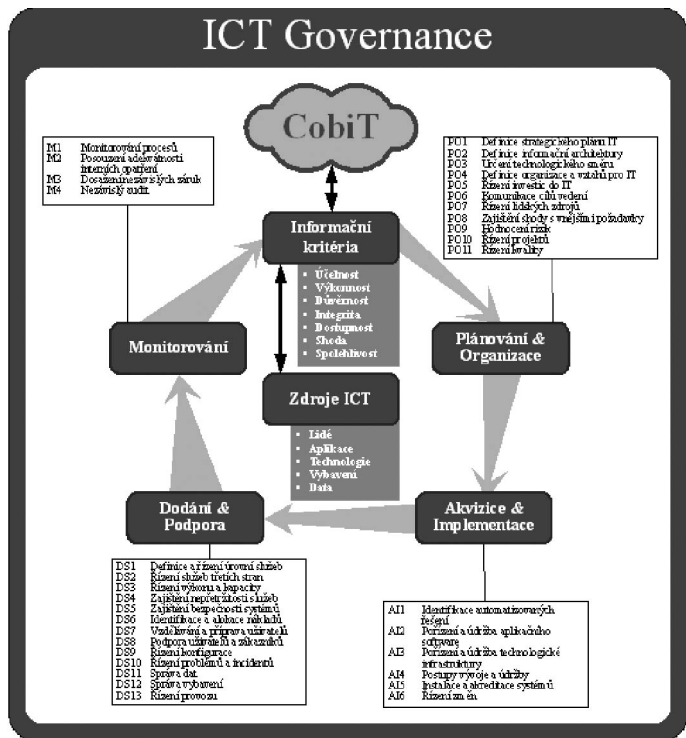 ICT Governance
CobiT
M1 Monitorování procesů
M2 Posouzení adekvátnosti
interních opatření
M3 Dosažení nezávislých záruk
M4 Nezávislý audit
PO1 Definice strategického plánu IT
PO2 Definice informační architektury
PO3 Určení technologického směru
PO4 Definice organizace a vztahů pro IT
PO5 Řízení investic do IT
PO6 Komunikace cílů vedení
PO7 Řízení lidských zdrojů
PO8 Zajištění shody s vnějšími požadavky
PO9 Hodnocení rizik
PO10 Řízení projektů
PO11 Řízení kvality
Informační
kritéria
• Účelnost
• Výkonnost
• Důvěrnost
• Integrita
• Dostupnost
• Shoda
• Spolehlivost
Monitorování
Plánování &
Organizace
Zdroje ICT
• Lidé
• Aplikace
• Technologie
• Vybavení
• Data
Dodání &
Podpora
Akvizice &
Implementace
DS1 Definice a řízení úrovní služeb
DS2 Řízení služeb třetích stran
DS3 Řízení výkonu a kapacity
DS4 Zajištění nepřetržitosti služeb
DS5 Zajištění bezpečnosti systémů
DS6 Identifikace a alokace nákladů
DS7 Vzdělávání a příprava uživatelů
DS8 Podpora uživatelů a zákazníků
DS9 Řízení konfigurace
DS10 Řízení problémů a incidentů
DS11 Správa dat
DS12 Správa vybavení
DS13 Řízení provozu
AI1 Identifikace automatizovaných
řešení
AI2 Pořízení a údržba aplikačního
software
AI3 Pořízení a údržba technologické
infrastruktury
AI4 Postupy vývoje a údržby
AI5 Instalace a akreditace systémů
AI6 Řízení změn